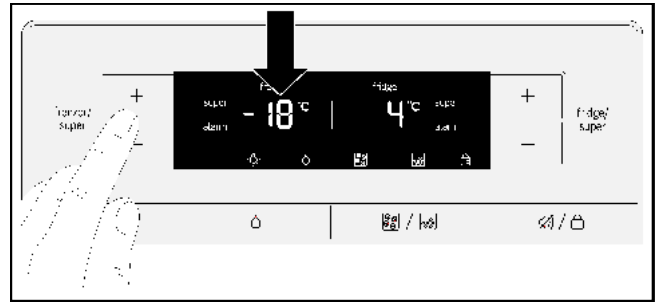 fridge
super -18 °C | 4 °C super
alarm alarm
freezer/
super
+
−
+
−
fridge/
super
/
/